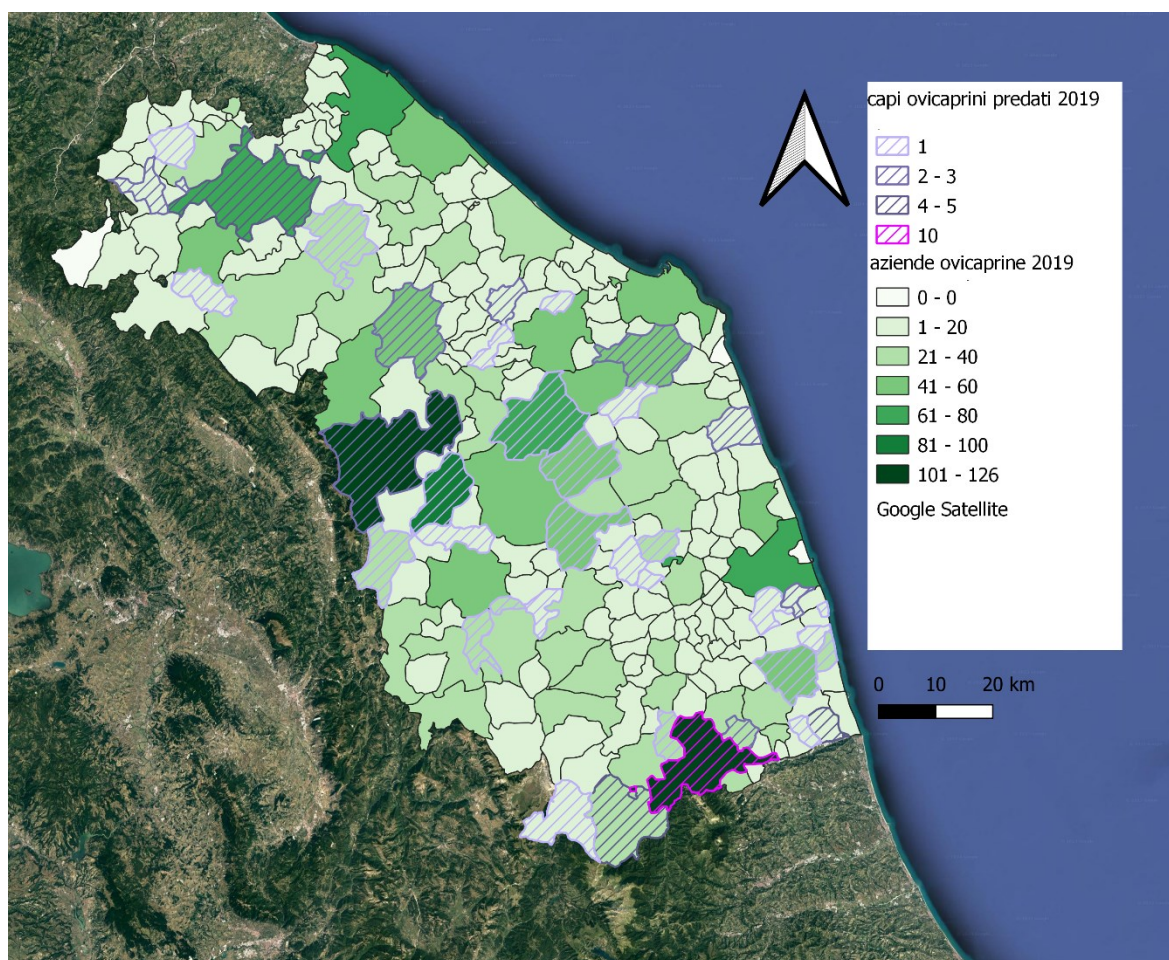 capi ovicaprini predati 2019
1
2 - 3
4 - 5
10
aziende ovicaprine 2019
0 - 0
1 - 20
21 - 40
41 - 60
61 - 80
81 - 100
101 - 126
Google Satellite
0 10 20 km